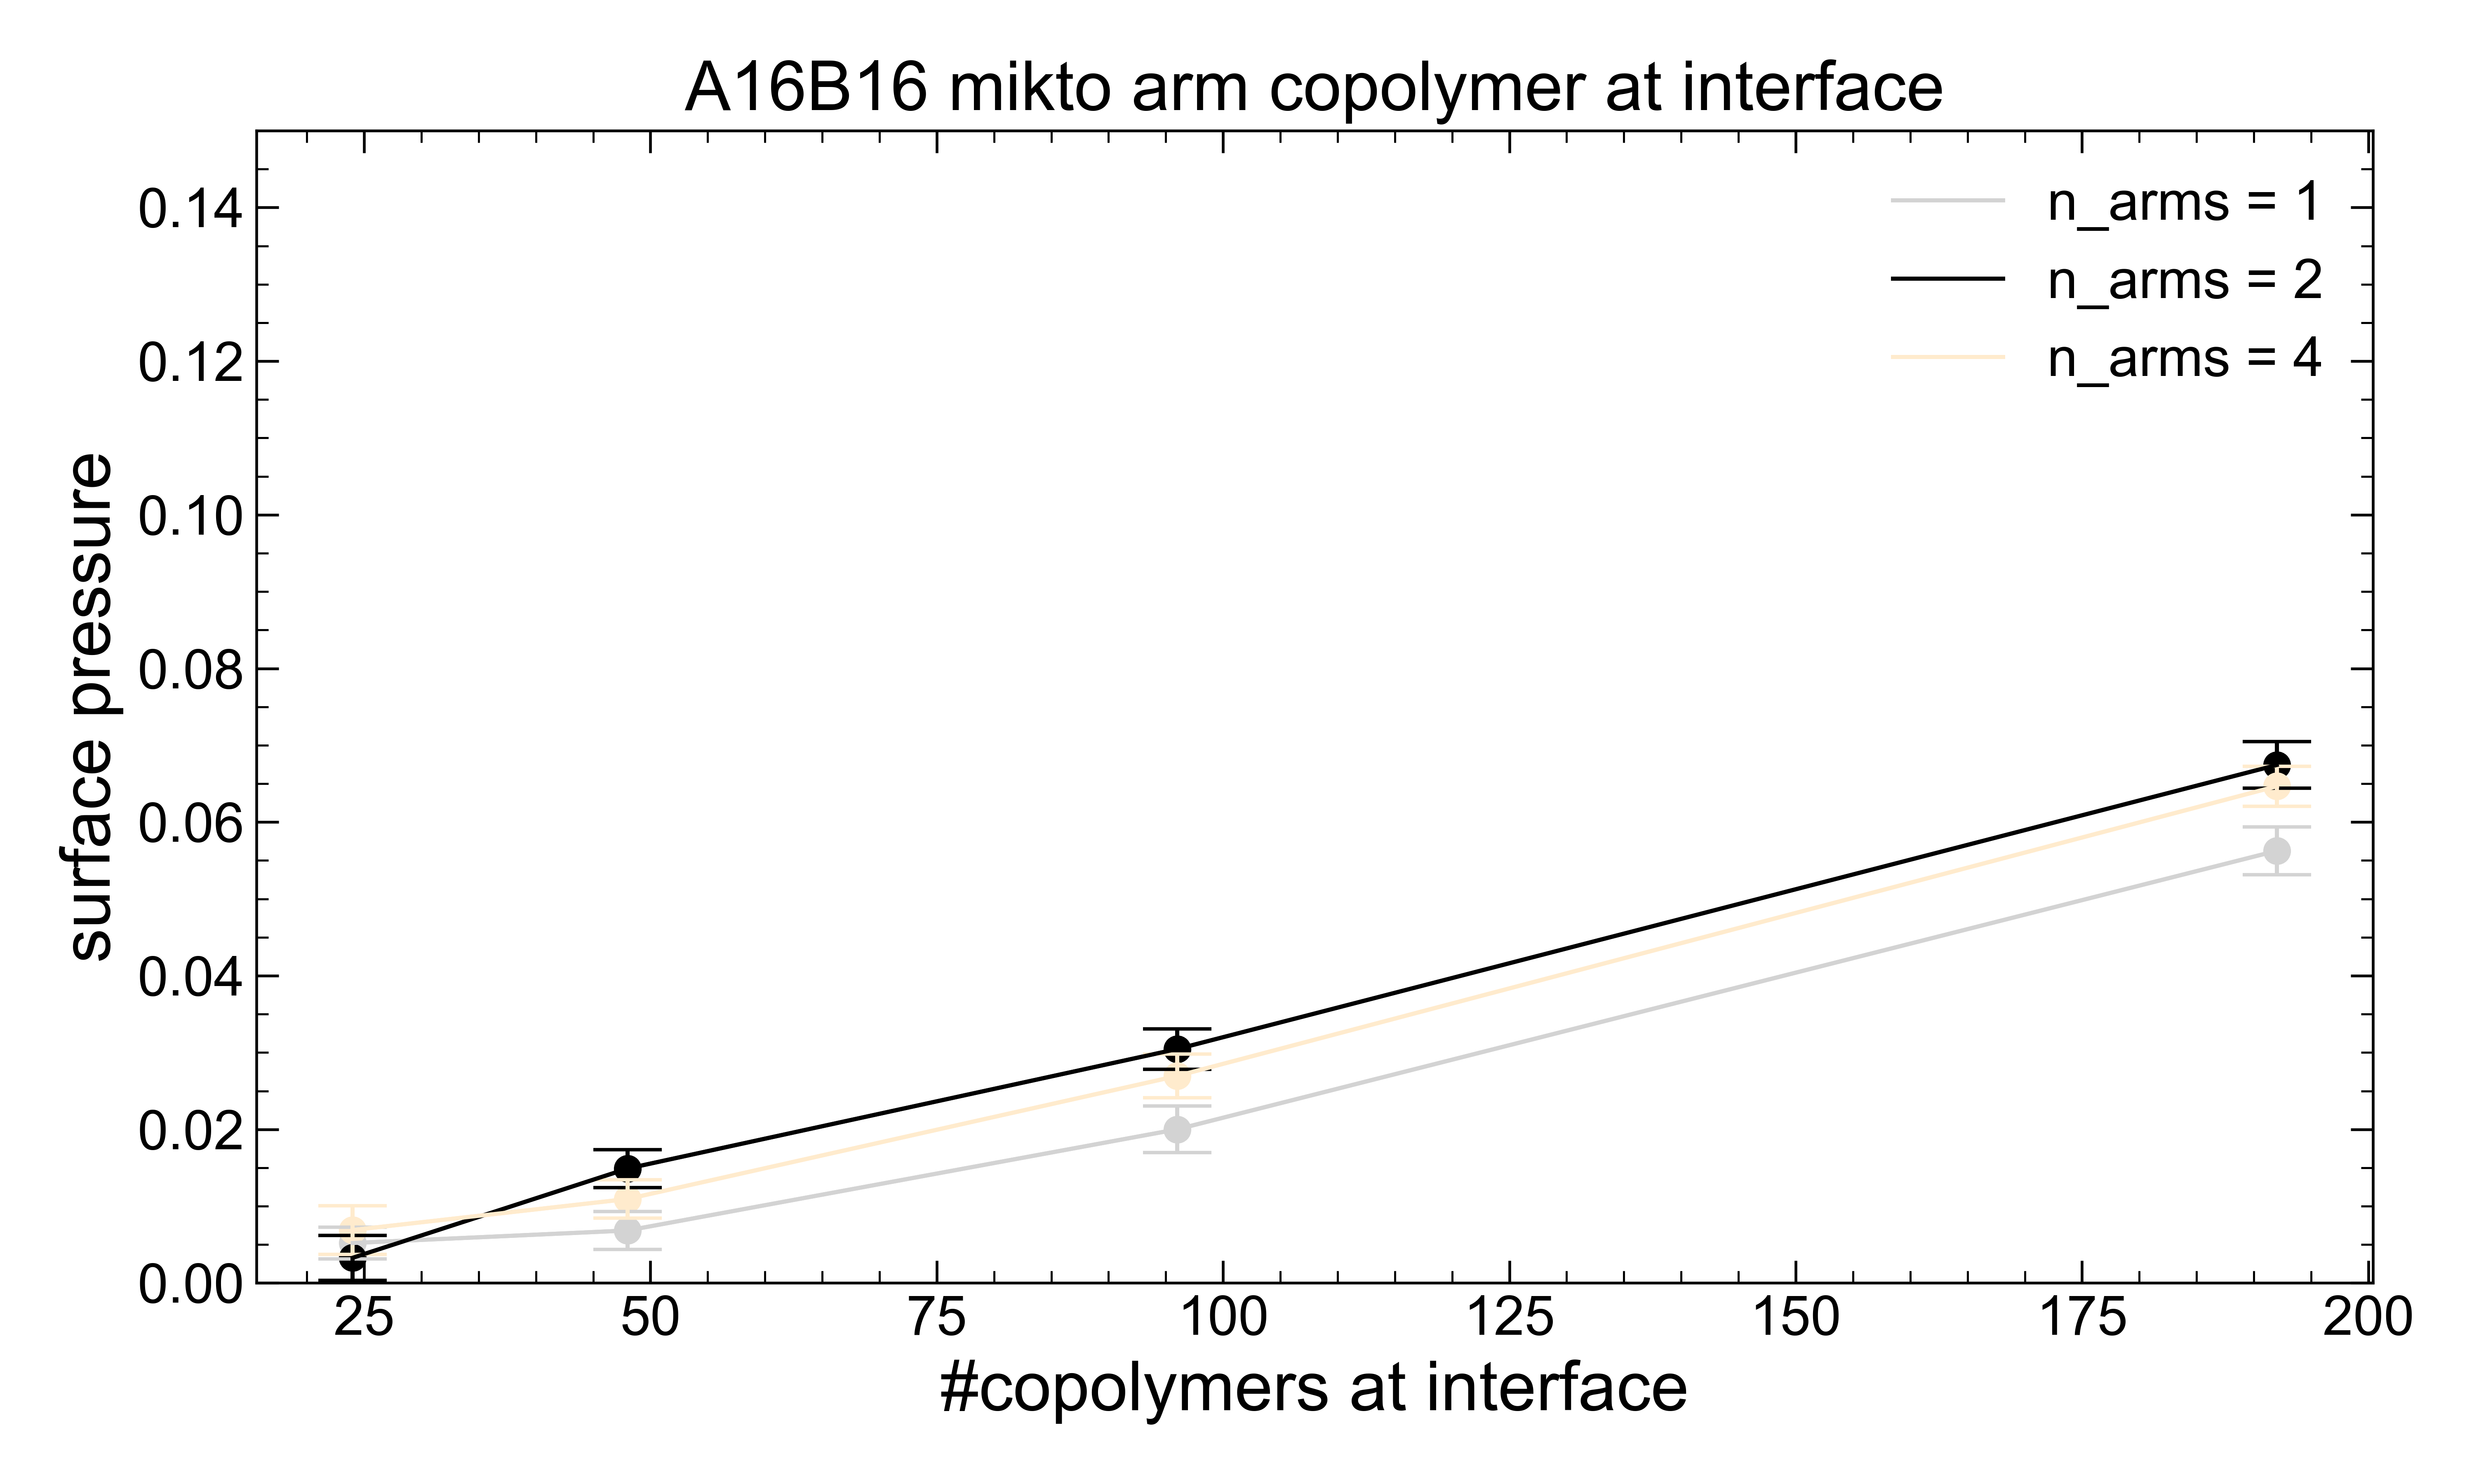 A16B16 mikto arm copolymer at interface
n_arms = 1
n_arms = 2
n_arms = 4
surface pressure
0.14
0.12
0.10
0.08
0.06
0.04
0.02
0.00
25 50 75 100 125 150 175 200
#copolymers at interface